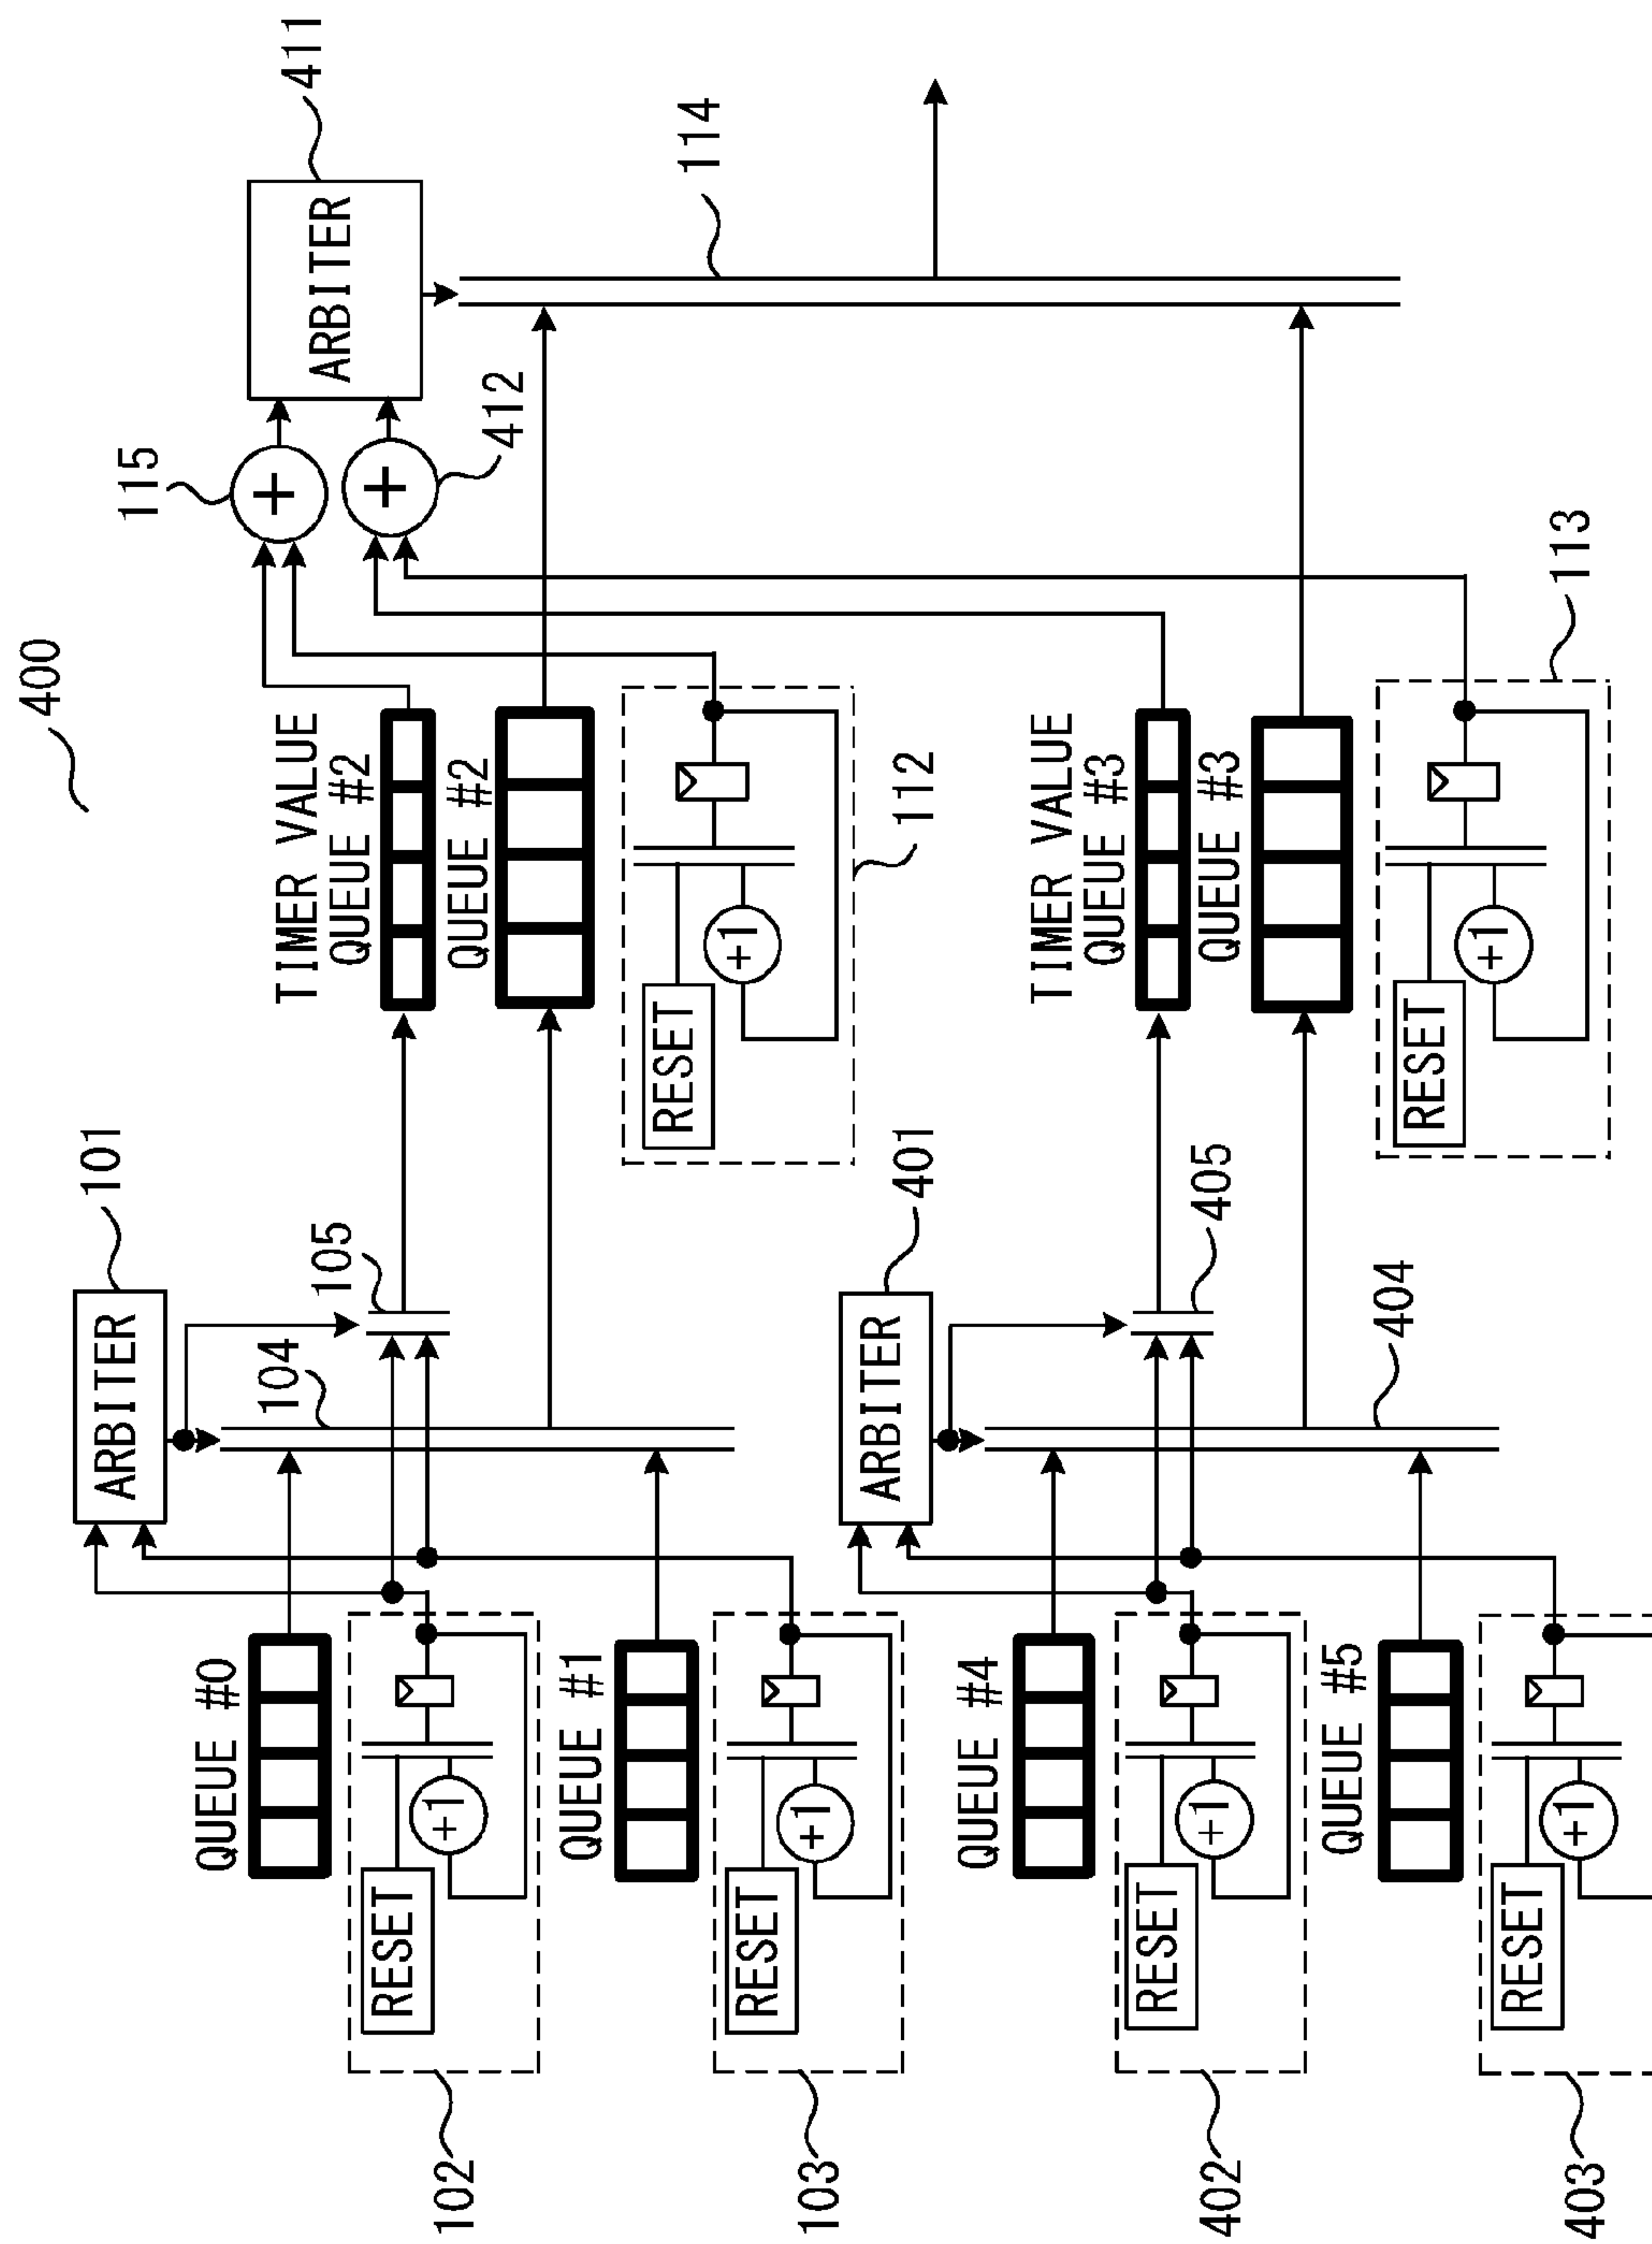 400
ARBITER
101
104
105
QUEUE #0
RESET
+1
102
QUEUE #1
RESET
+1
103
TIMER VALUE
QUEUE #2
QUEUE #2
RESET
+1
112
115
+
+
412
ARBITER
411
114
ARBITER
401
405
404
QUEUE #4
RESET
+1
402
QUEUE #5
RESET
+1
403
TIMER VALUE
QUEUE #3
QUEUE #3
RESET
+1
113